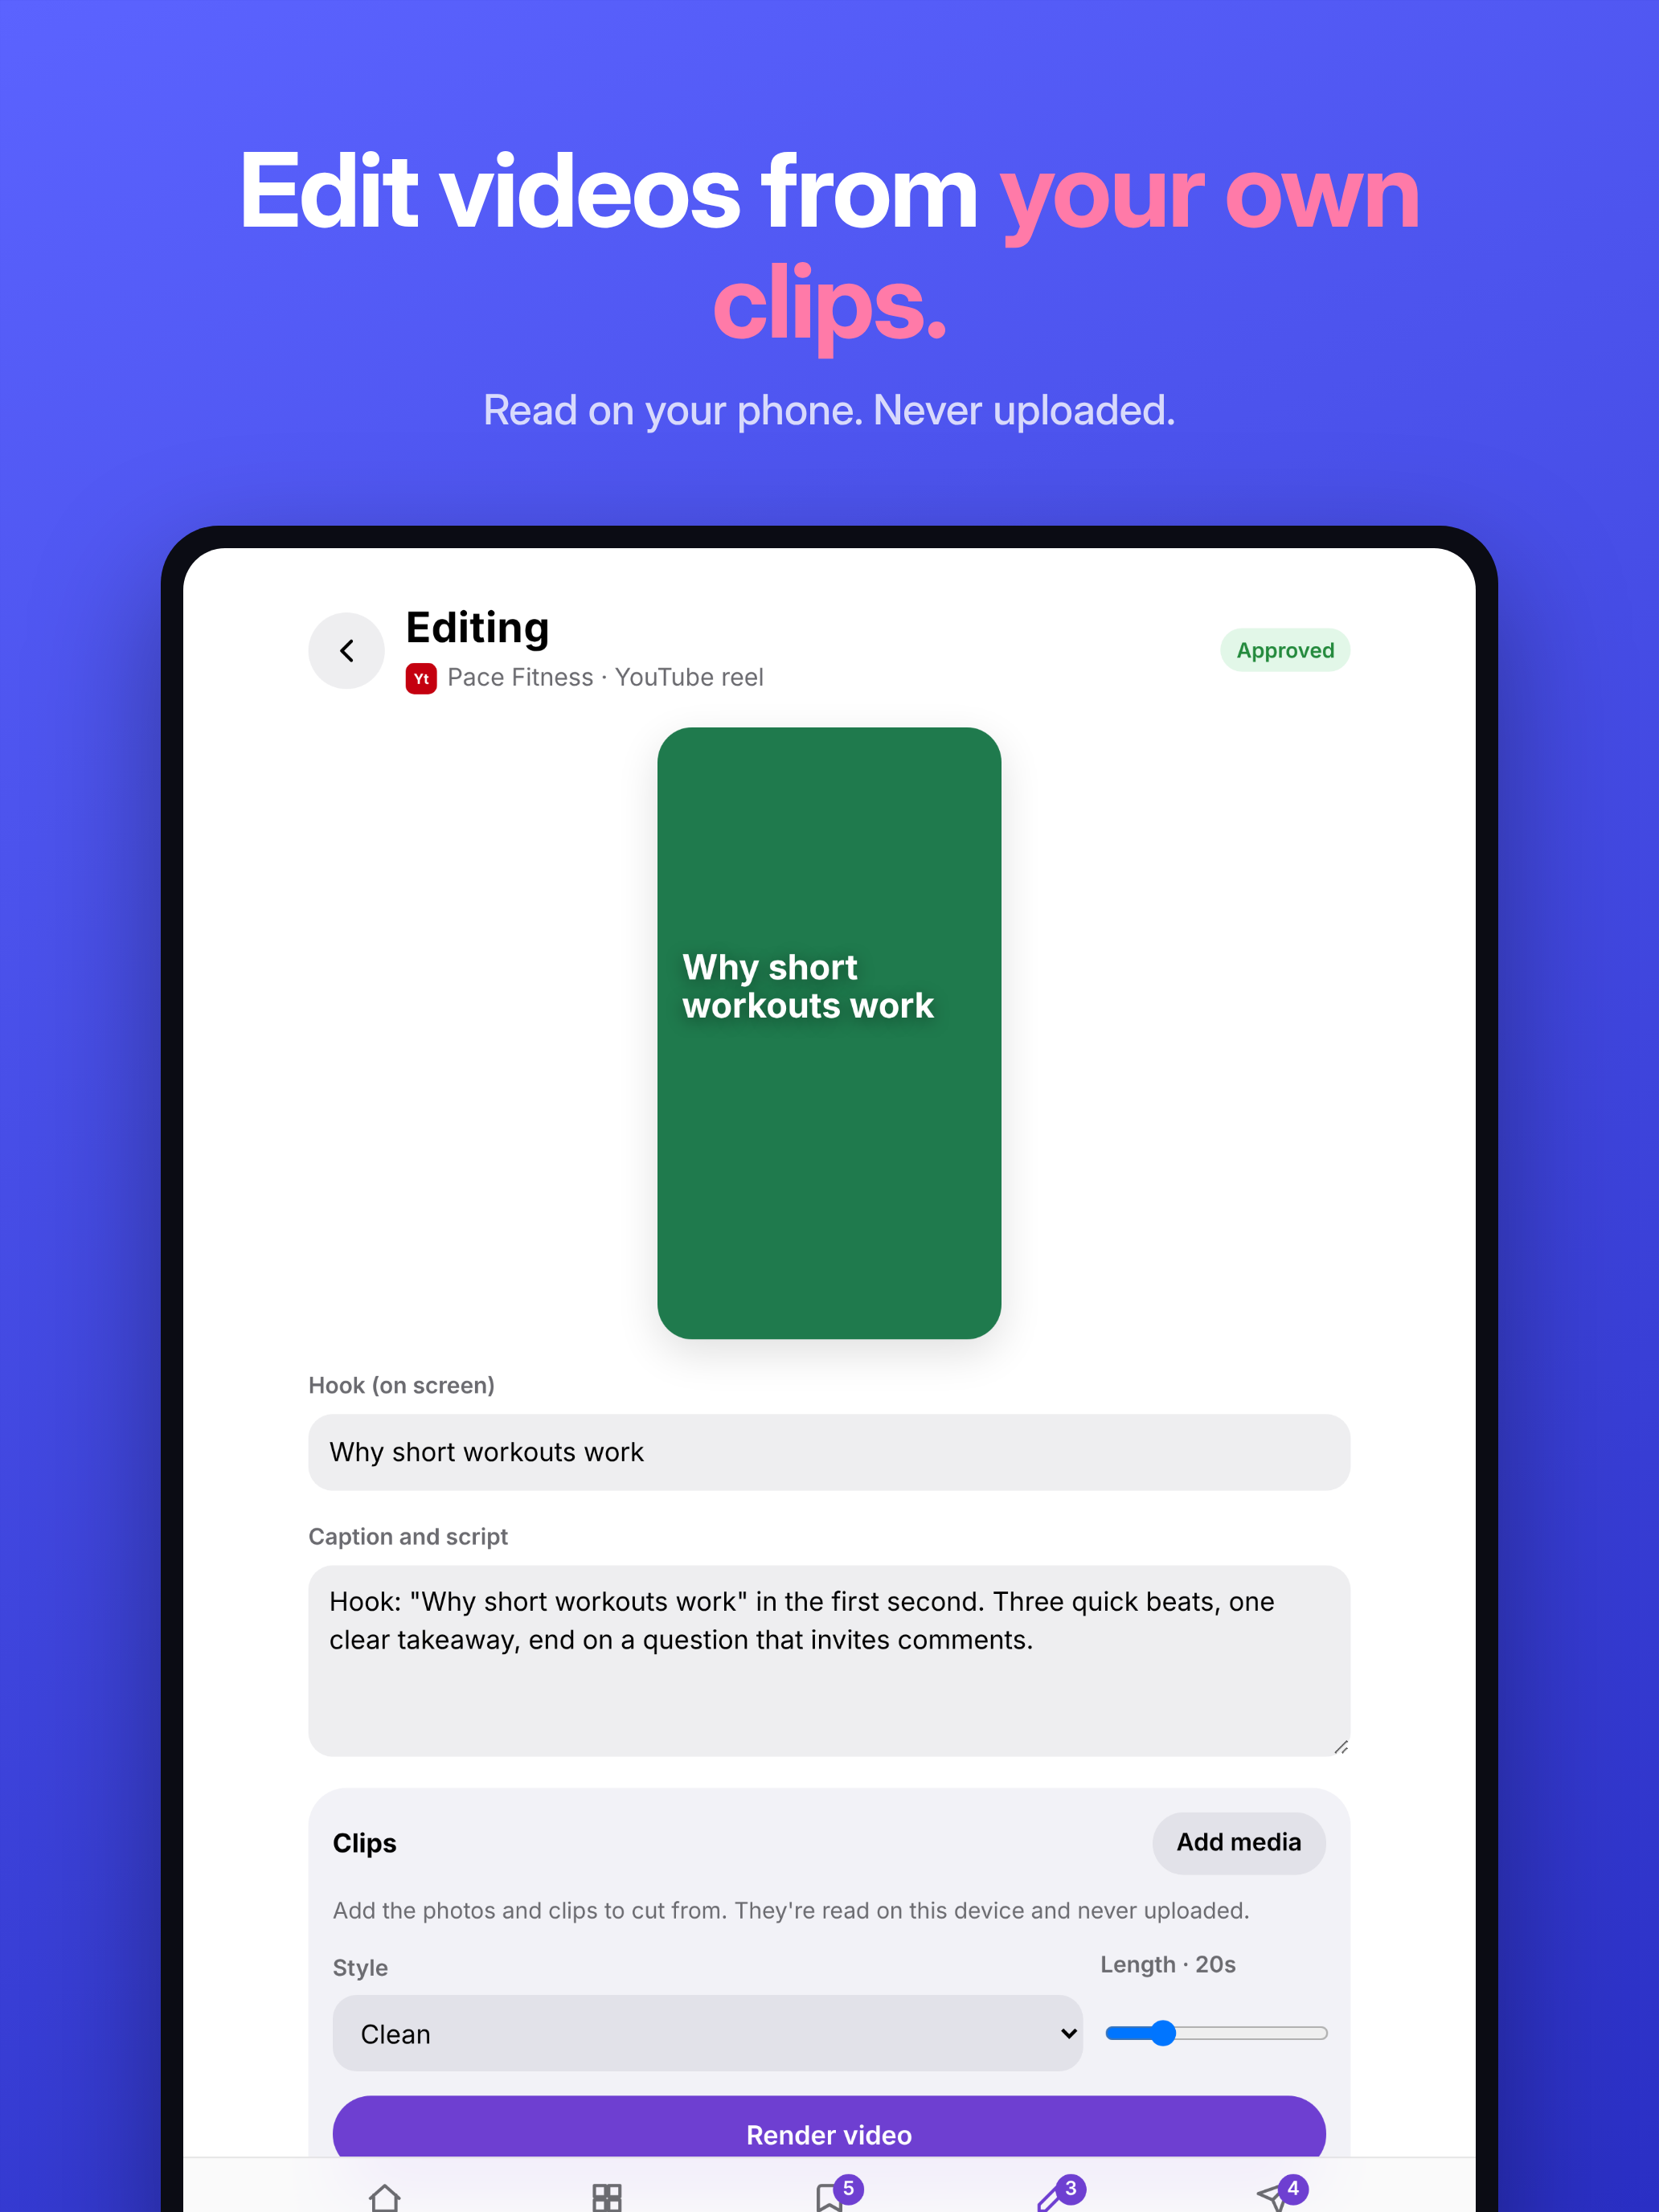 Edit videos from your own
clips.
Read on your phone. Never uploaded.
Editing
Approved
Yt Pace Fitness · YouTube reel
Why short
workouts work
Hook (on screen)
Why short workouts work
Caption and script
Hook: "Why short workouts work" in the first second. Three quick beats, one
clear takeaway, end on a question that invites comments.
Clips
Add media
Add the photos and clips to cut from. They're read on this device and never uploaded.
Style
Length · 20s
Clean
Render video
5
3
4